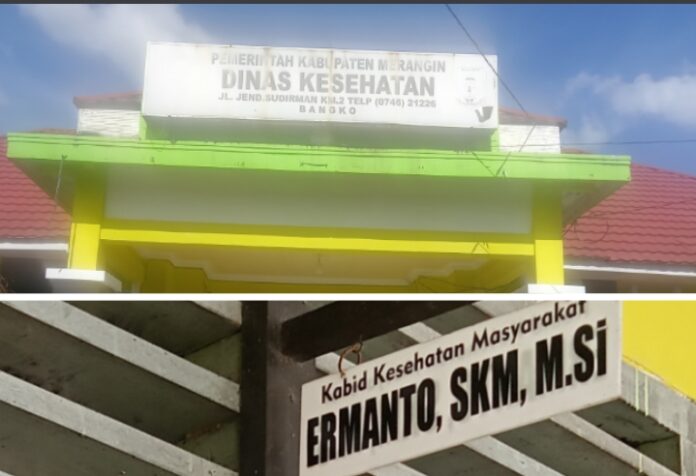 PEMERINTAH KABUPATEN MERANGIN
DINAS KESEHATAN
JL. JEND.SUDIRMAN KM.2 TELP (0746) 21226
BANGKO
Kabid Kesehatan Masyarakat
ERMANTO, SKM, M.Si